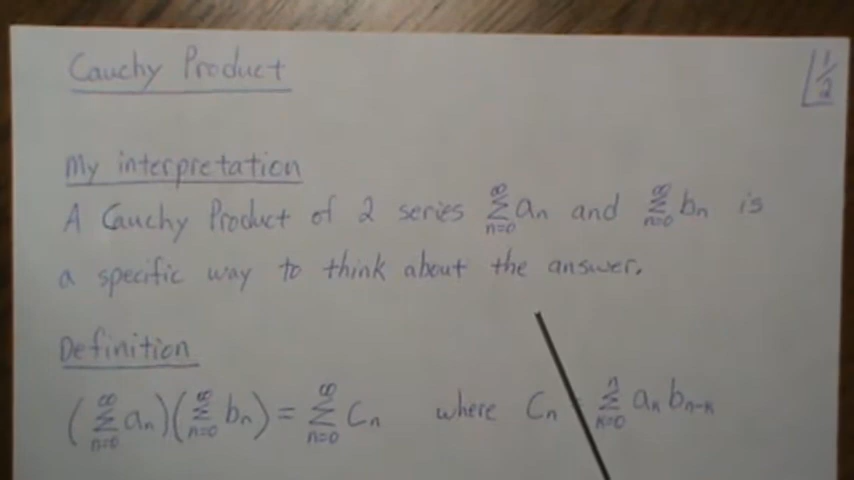 Cauchy Product
1/2
My interpretation
A Cauchy Product of 2 series ∑_{n=0}^{∞} a_n and ∑_{n=0}^{∞} b_n is
a specific way to think about the answer.
Definition
(∑_{n=0}^{∞} a_n)(∑_{n=0}^{∞} b_n) = ∑_{n=0}^{∞} C_n where C_n = ∑_{k=0}^{n} a_k b_{n-k}